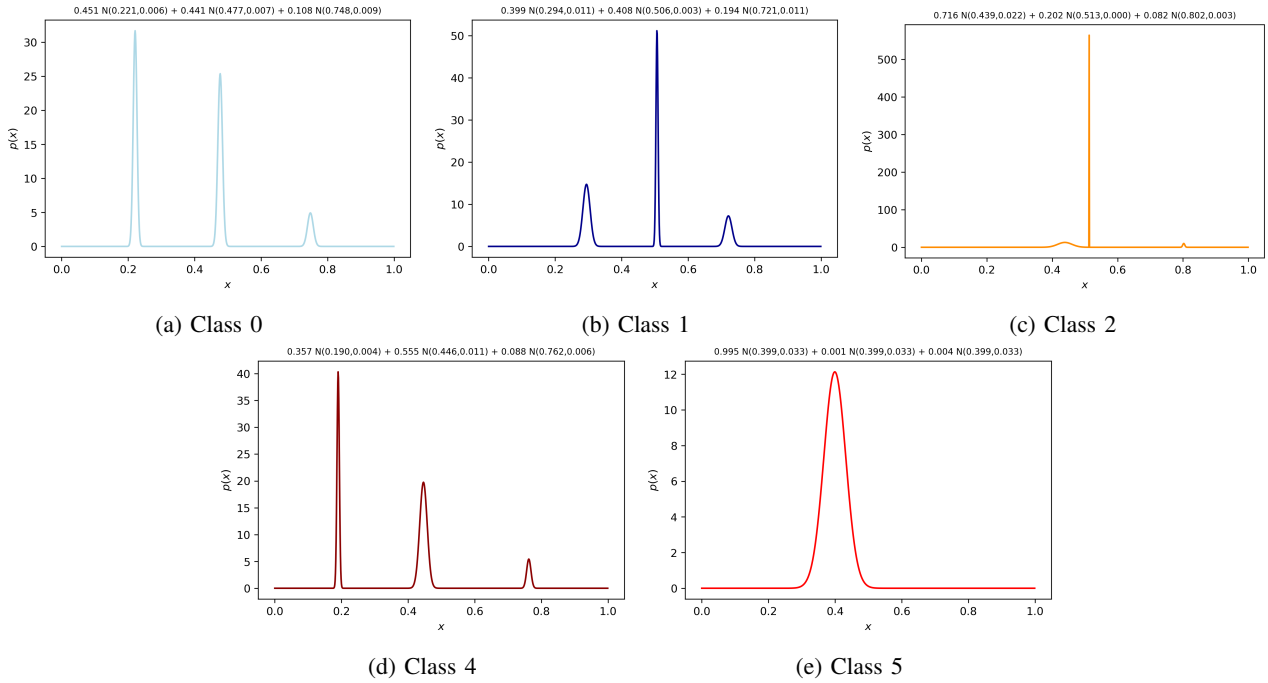 0.451 N(0.221,0.006) + 0.441 N(0.477,0.007) + 0.108 N(0.748,0.009)
30
25
20
15
10
5
0
p(x)
0.0 0.2 0.4 0.6 0.8 1.0
x
(a) Class 0
0.399 N(0.294,0.011) + 0.408 N(0.506,0.003) + 0.194 N(0.721,0.011)
50
40
30
20
10
0
p(x)
0.0 0.2 0.4 0.6 0.8 1.0
x
(b) Class 1
0.716 N(0.439,0.022) + 0.202 N(0.513,0.000) + 0.082 N(0.802,0.003)
500
400
300
200
100
0
p(x)
0.0 0.2 0.4 0.6 0.8 1.0
x
(c) Class 2
0.357 N(0.190,0.004) + 0.555 N(0.446,0.011) + 0.088 N(0.762,0.006)
40
35
30
25
20
15
10
5
0
p(x)
0.0 0.2 0.4 0.6 0.8 1.0
x
(d) Class 4
0.995 N(0.399,0.033) + 0.001 N(0.399,0.033) + 0.004 N(0.399,0.033)
12
10
8
6
4
2
0
p(x)
0.0 0.2 0.4 0.6 0.8 1.0
x
(e) Class 5